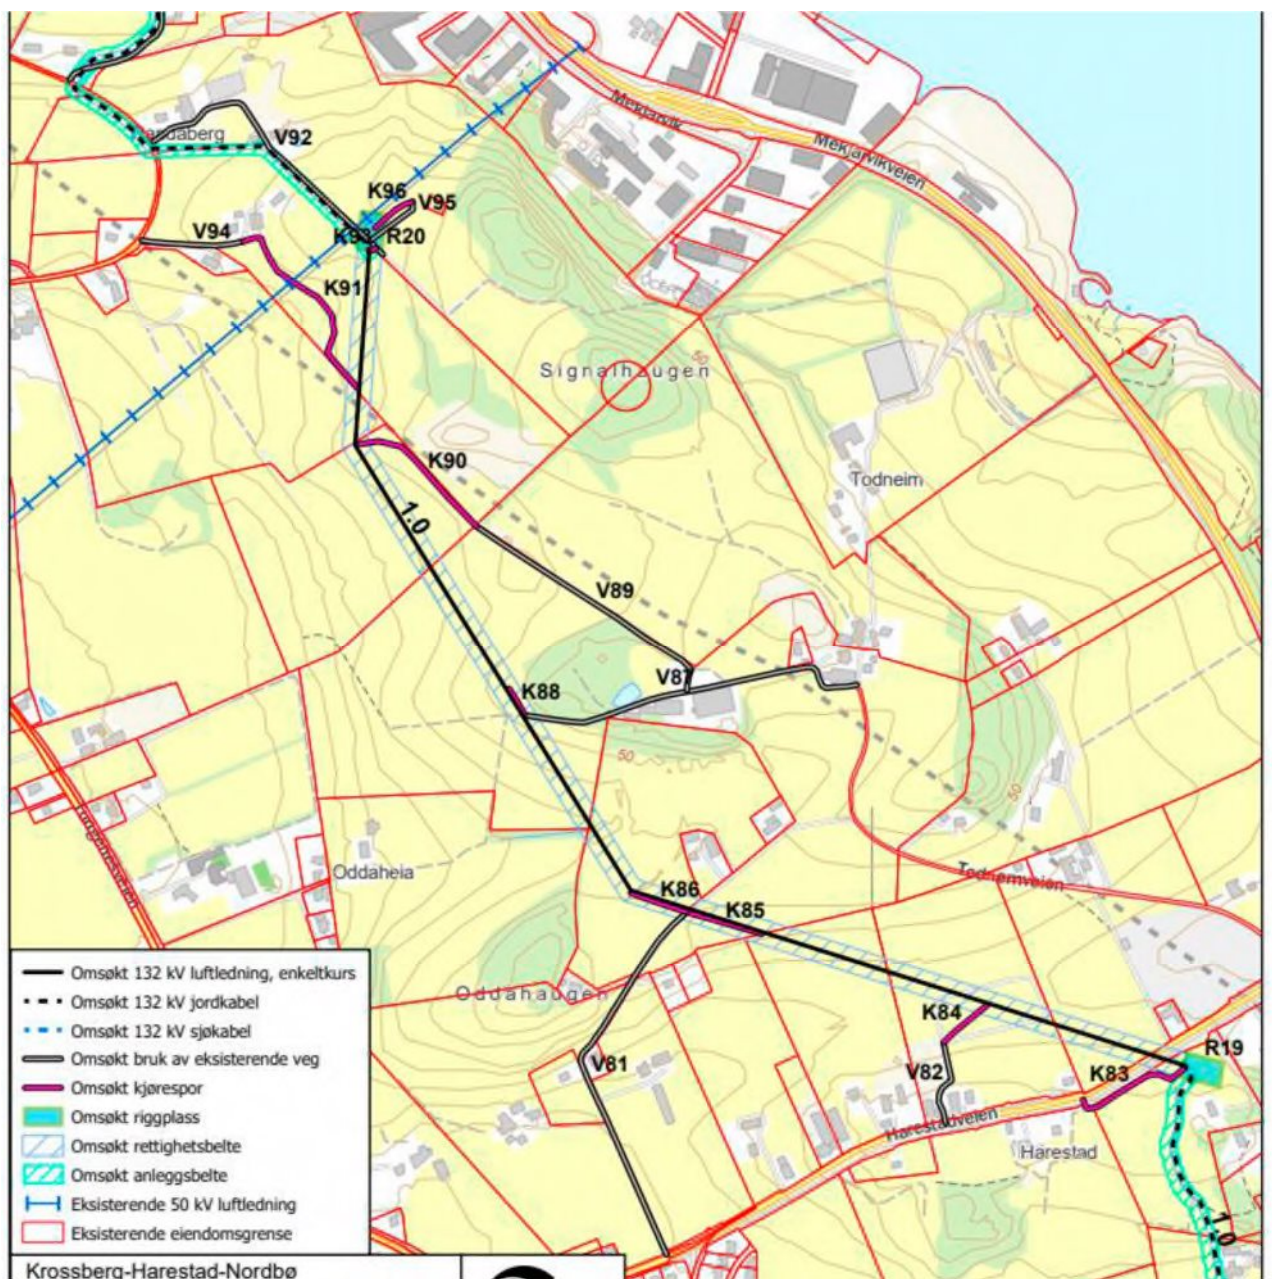 Mekjarvik
Mekjarvikveien
V92
K96
V95
V94
K93
R20
K91
Signalhaugen
50
K90
Todneim
1.0
V89
V87
K88
50
50
Oddaheia
K86
Todnemveien
K85
Oddahaugen
K84
R19
V81
V82
K83
Harestadveien
Harestad
1.0
Omsøkt 132 kV luftledning, enkeltkurs
Omsøkt 132 kV jordkabel
Omsøkt 132 kV sjøkabel
Omsøkt bruk av eksisterende veg
Omsøkt kjørespor
Omsøkt riggplass
Omsøkt rettighetsbelte
Omsøkt anleggsbelte
Eksisterende 50 kV luftledning
Eksisterende eiendomsgrense
Krossberg-Harestad-Nordbø